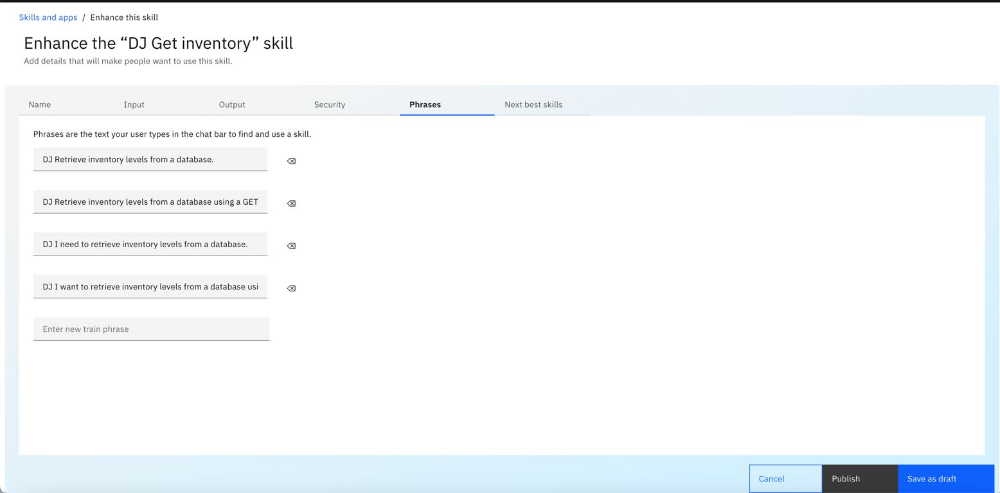 Skills and apps / Enhance this skill
Enhance the “DJ Get inventory” skill
Add details that will make people want to use this skill.
Name Input Output Security Phrases Next best skills
Phrases are the text your user types in the chat bar to find and use a skill.
DJ Retrieve inventory levels from a database.
DJ Retrieve inventory levels from a database using a GET
DJ I need to retrieve inventory levels from a database.
DJ I want to retrieve inventory levels from a database usi
Enter new train phrase
Cancel Publish Save as draft